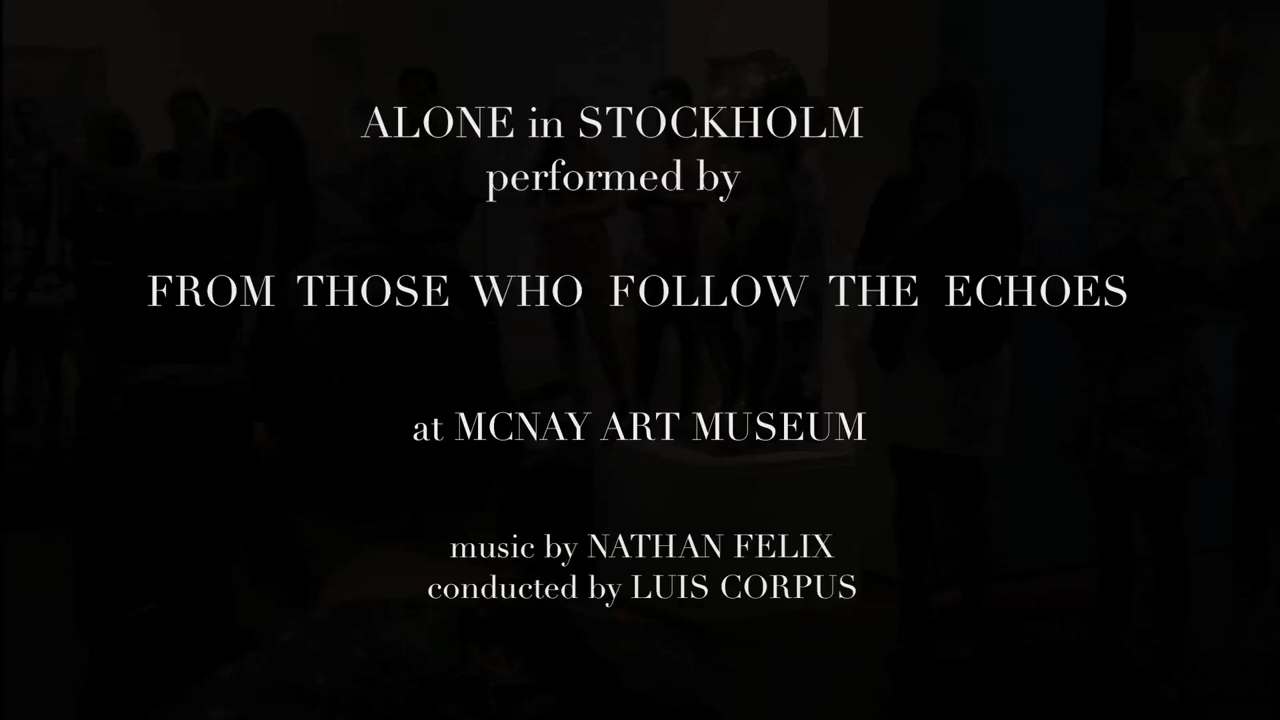 ALONE in STOCKHOLM
performed by
FROM THOSE WHO FOLLOW THE ECHOES
at MCNAY ART MUSEUM
music by NATHAN FELIX
conducted by LUIS CORPUS